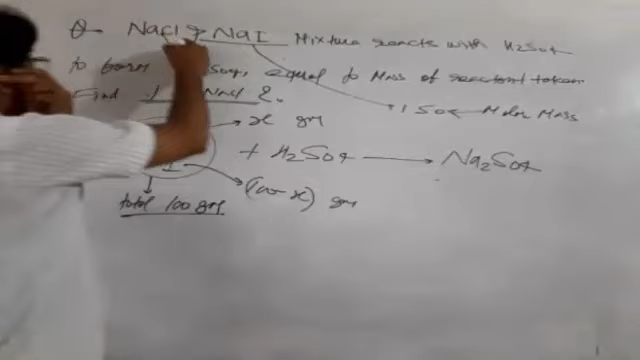 Q- NaCl & NaI Mixture reacts with H2SO4
to form equal to Mass of reactant taken
Find NaCl ?.
150 ← Molar Mass
x gm
+ H2SO4 → Na2SO4
(100-x) gm
total 100 gm